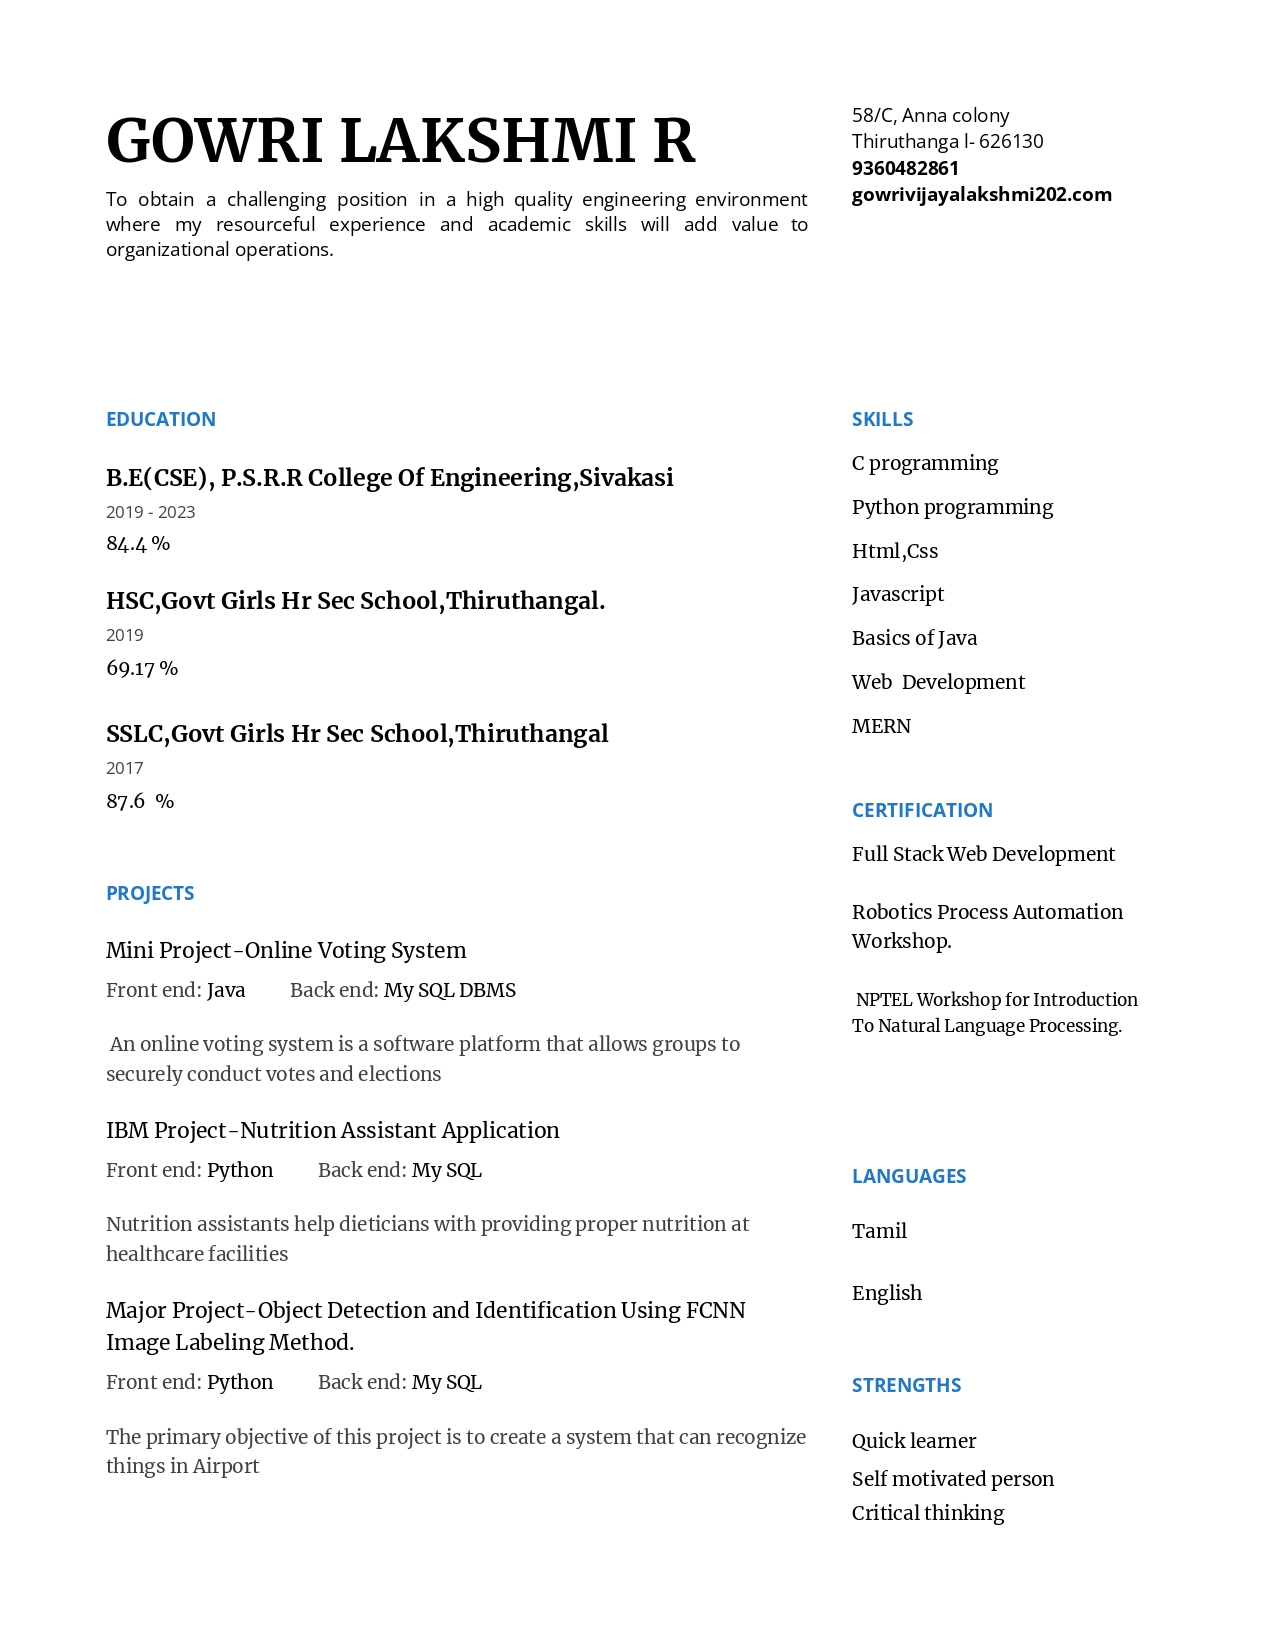 GOWRI LAKSHMI R
To obtain a challenging position in a high quality engineering environment
where my resourceful experience and academic skills will add value to
organizational operations.
58/C, Anna colony
Thiruthanga l- 626130
9360482861
gowrivijayalakshmi202.com
EDUCATION
B.E(CSE), P.S.R.R College Of Engineering,Sivakasi
2019 - 2023
84.4 %
HSC,Govt Girls Hr Sec School,Thiruthangal.
2019
69.17 %
SSLC,Govt Girls Hr Sec School,Thiruthangal
2017
87.6 %
PROJECTS
Mini Project-Online Voting System
Front end: Java Back end: My SQL DBMS
An online voting system is a software platform that allows groups to
securely conduct votes and elections
IBM Project-Nutrition Assistant Application
Front end: Python Back end: My SQL
Nutrition assistants help dieticians with providing proper nutrition at
healthcare facilities
Major Project-Object Detection and Identification Using FCNN
Image Labeling Method.
Front end: Python Back end: My SQL
The primary objective of this project is to create a system that can recognize
things in Airport
SKILLS
C programming
Python programming
Html,Css
Javascript
Basics of Java
Web Development
MERN
CERTIFICATION
Full Stack Web Development
Robotics Process Automation
Workshop.
NPTEL Workshop for Introduction
To Natural Language Processing.
LANGUAGES
Tamil
English
STRENGTHS
Quick learner
Self motivated person
Critical thinking